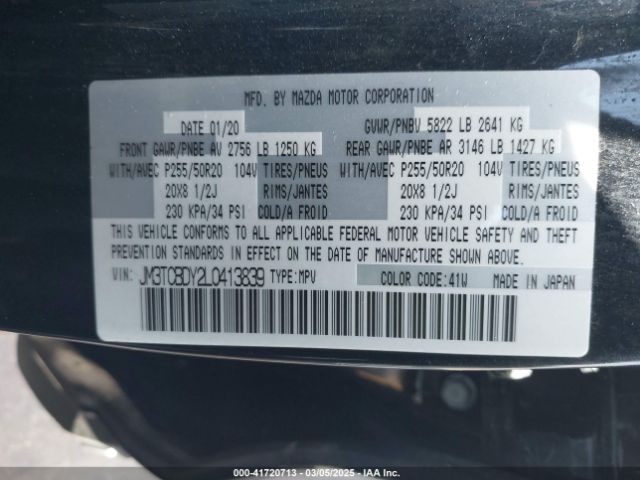 MFD. BY MAZDA MOTOR CORPORATION
DATE 01/20 GVWR/PNBV 5822 LB 2641 KG
FRONT GAWR/PNBE AV 2756 LB 1250 KG REAR GAWR/PNBE AR 3146 LB 1427 KG
WITH/AVEC P255/50R20 104V TIRES/PNEUS WITH/AVEC P255/50R20 104V TIRES/PNEUS
20X8 1/2J RIMS/JANTES 20X8 1/2J RIMS/JANTES
230 KPA/34 PSI COLD/A FROID 230 KPA/34 PSI COLD/A FROID
THIS VEHICLE CONFORMS TO ALL APPLICABLE FEDERAL MOTOR VEHICLE SAFETY AND THEFT
PREVENTION STANDARDS IN EFFECT ON THE DATE OF MANUFACTURE SHOWN ABOVE.
VIN: JM3TCBDY2L0413839 TYPE:MPV COLOR CODE:41W MADE IN JAPAN
000-41720713 - 03/05/2025 - IAA Inc.